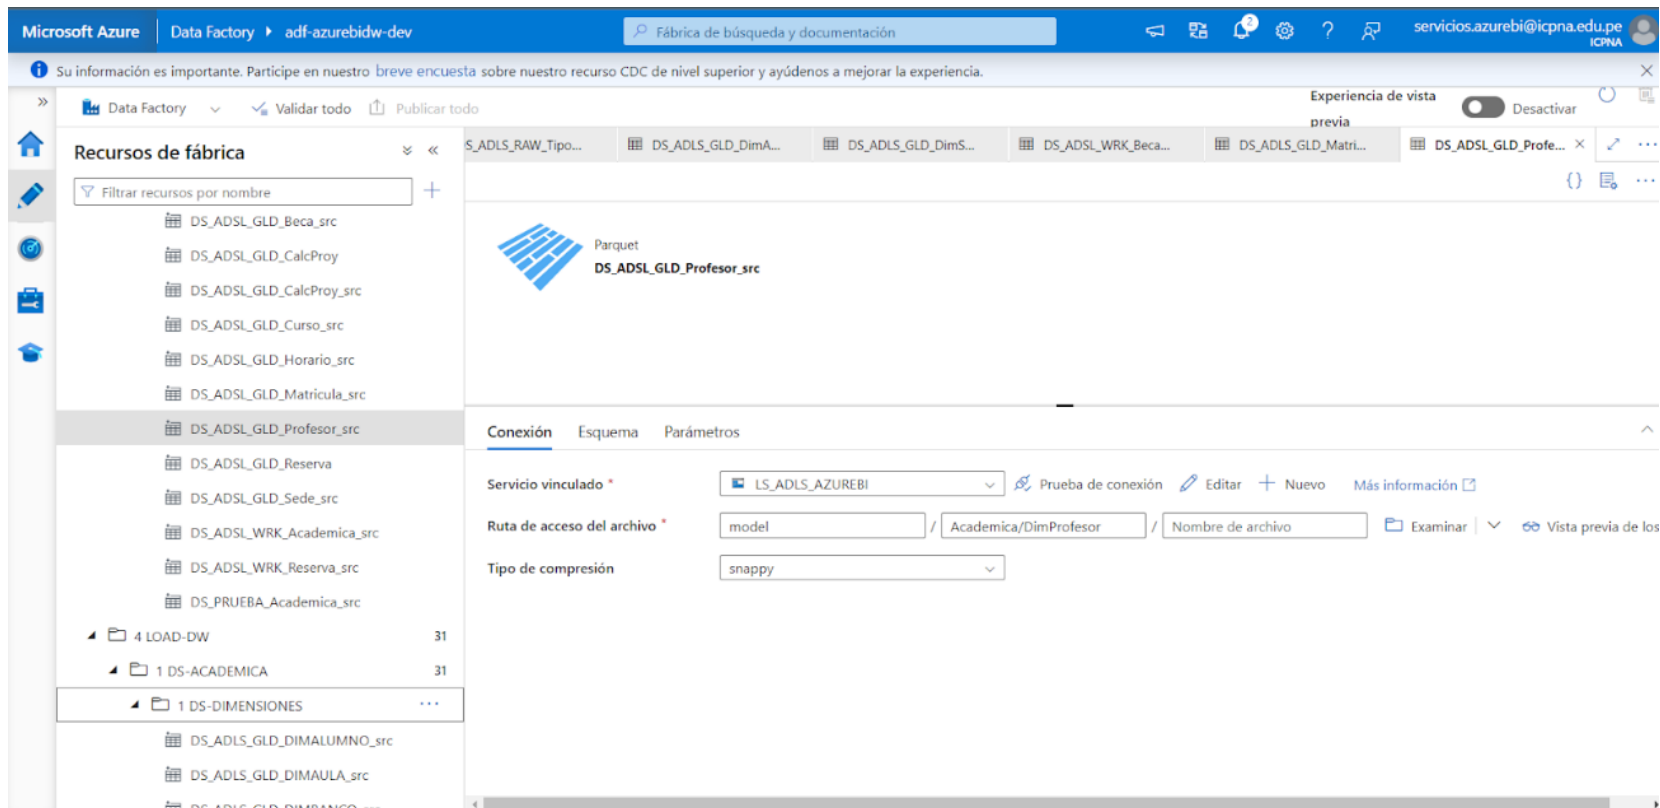 Microsoft Azure
Data Factory
adf-azurebidw-dev
Fábrica de búsqueda y documentación
2
servicios.azurebi@icpna.edu.pe
ICPNA
Su información es importante. Participe en nuestro breve encuesta sobre nuestro recurso CDC de nivel superior y ayúdenos a mejorar la experiencia.
Data Factory
Validar todo
Publicar todo
Experiencia de vista previa
Desactivar
Recursos de fábrica
S_ADLS_RAW_Tipo...
DS_ADLS_GLD_DimA...
DS_ADLS_GLD_DimS...
DS_ADSL_WRK_Beca...
DS_ADLS_GLD_Matri...
DS_ADSL_GLD_Profe...
Filtrar recursos por nombre
DS_ADSL_GLD_Beca_src
DS_ADSL_GLD_CalcProy
DS_ADSL_GLD_CalcProy_src
DS_ADSL_GLD_Curso_src
DS_ADSL_GLD_Horario_src
DS_ADSL_GLD_Matricula_src
DS_ADSL_GLD_Profesor_src
DS_ADSL_GLD_Reserva
DS_ADSL_GLD_Sede_src
DS_ADSL_WRK_Academica_src
DS_ADSL_WRK_Reserva_src
DS_PRUEBA_Academica_src
4 LOAD-DW 31
1 DS-ACADEMICA 31
1 DS-DIMENSIONES ...
DS_ADLS_GLD_DIMALUMNO_src
DS_ADLS_GLD_DIMAULA_src
DS_ADLS_GLD_DIMBANCO_src
{}
Parquet
DS_ADSL_GLD_Profesor_src
Conexión
Esquema
Parámetros
Servicio vinculado *
LS_ADLS_AZUREBI
Prueba de conexión
Editar
Nuevo
Más información
Ruta de acceso del archivo *
model / Academica/DimProfesor / Nombre de archivo
Examinar
Vista previa de los
Tipo de compresión
snappy